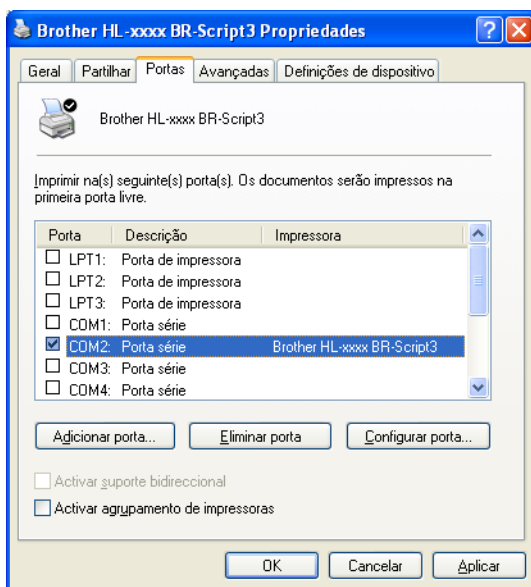 Brother HL-xxxx BR-Script3 Propriedades
Geral Partilhar Portas Avançadas Definições de dispositivo
Brother HL-xxxx BR-Script3
Imprimir na(s) seguinte(s) porta(s). Os documentos serão impressos na
primeira porta livre.
Porta Descrição Impressora
LPT1: Porta de impressora
LPT2: Porta de impressora
LPT3: Porta de impressora
COM1: Porta série
COM2: Porta série Brother HL-xxxx BR-Script3
COM3: Porta série
COM4: Porta série
Adicionar porta... Eliminar porta Configurar porta...
Activar suporte bidireccional
Activar agrupamento de impressoras
OK Cancelar Aplicar